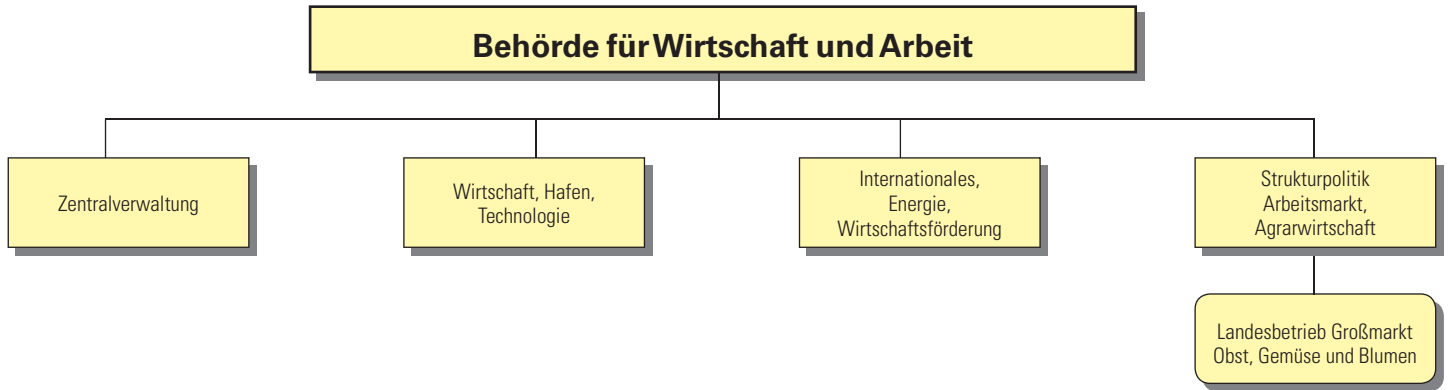 Behörde für Wirtschaft und Arbeit
Zentralverwaltung
Wirtschaft, Hafen,
Technologie
Internationales,
Energie,
Wirtschaftsförderung
Strukturpolitik
Arbeitsmarkt,
Agrarwirtschaft
Landesbetrieb Großmarkt
Obst, Gemüse und Blumen